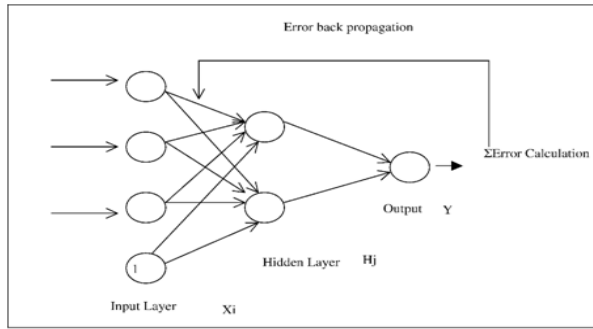 Error back propagation
ΣError Calculation
Output Y
Hidden Layer Hj
1
Input Layer Xi